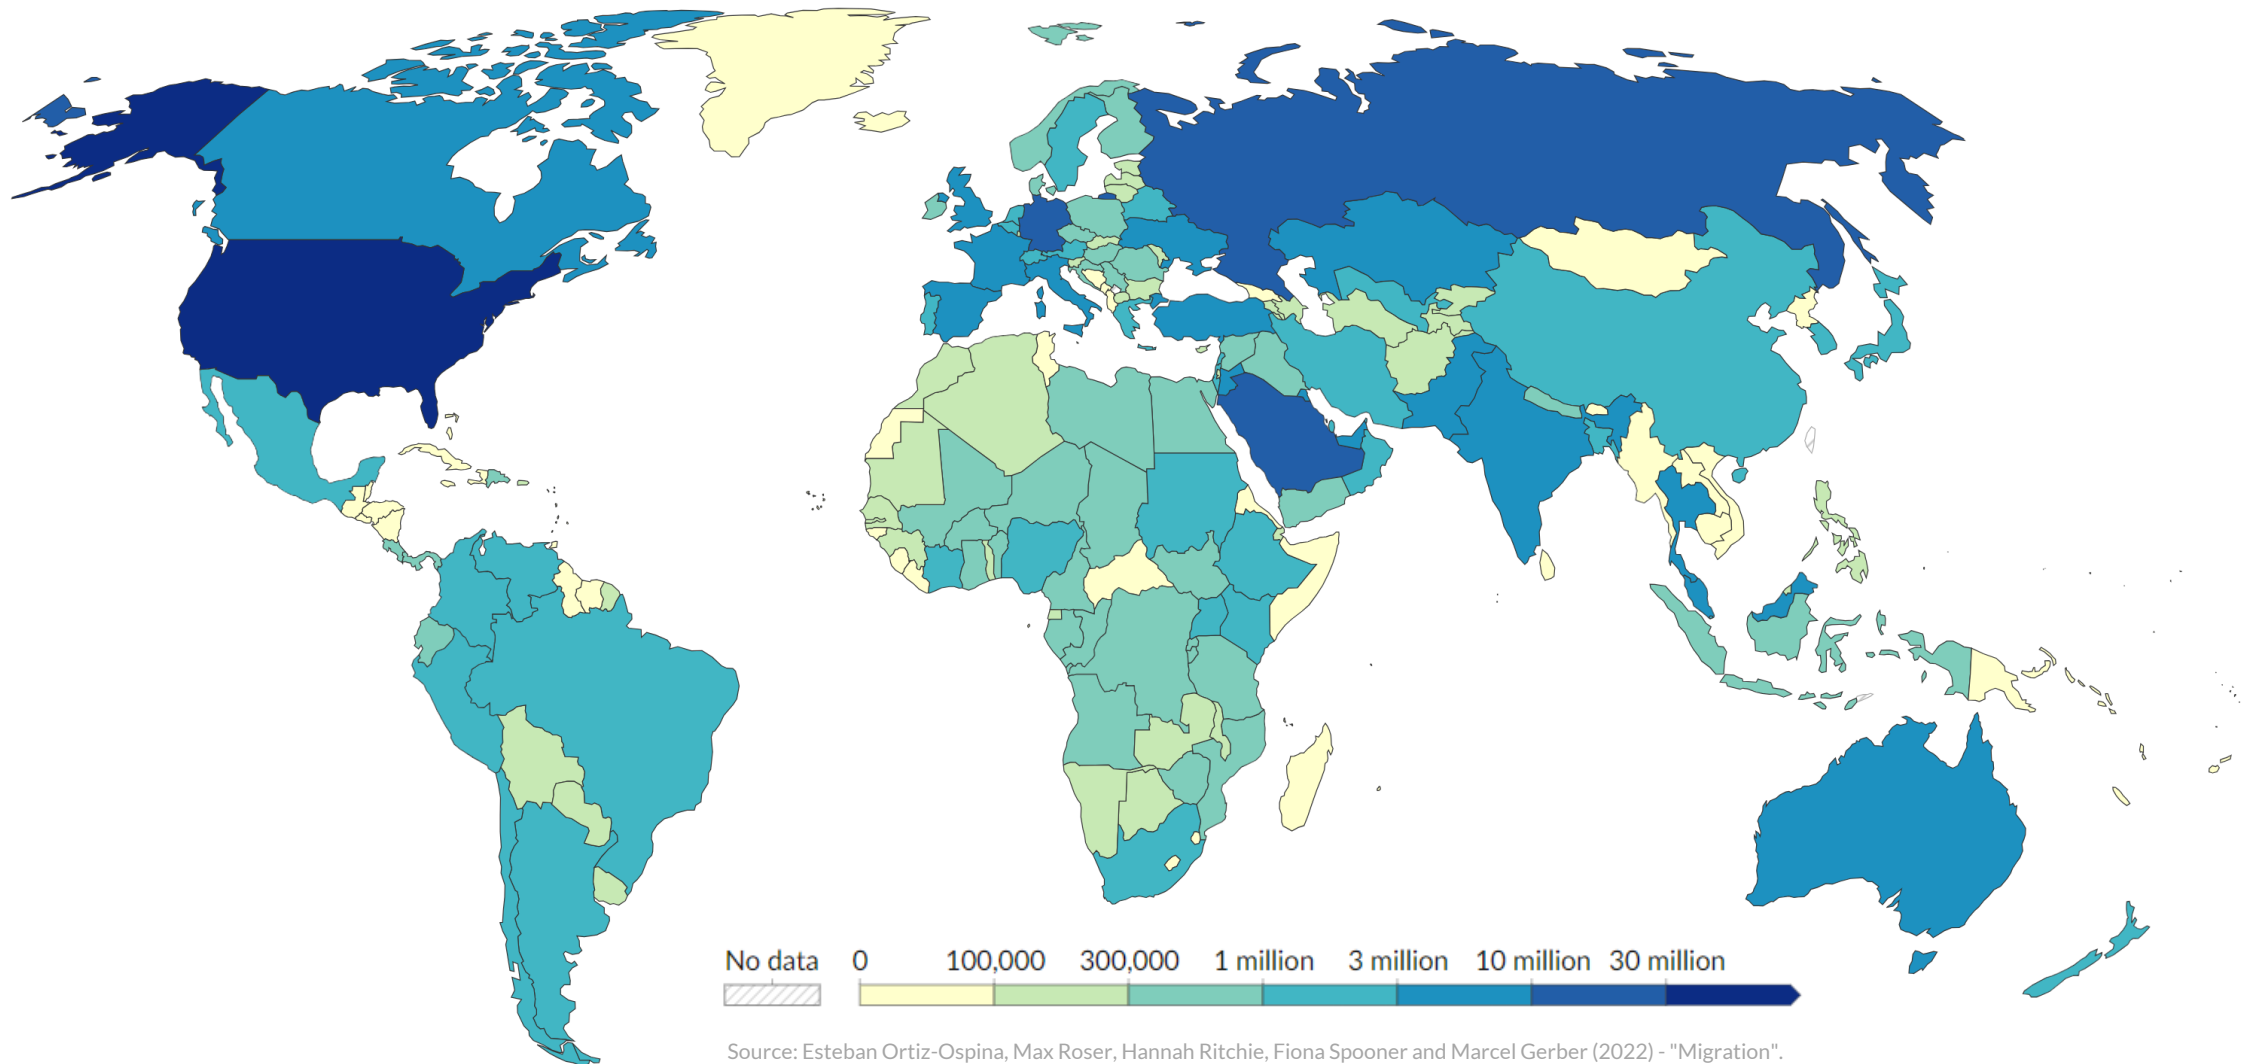 No data 0 100,000 300,000 1 million 3 million 10 million 30 million
Source: Esteban Ortiz-Ospina, Max Roser, Hannah Ritchie, Fiona Spooner and Marcel Gerber (2022) - "Migration".